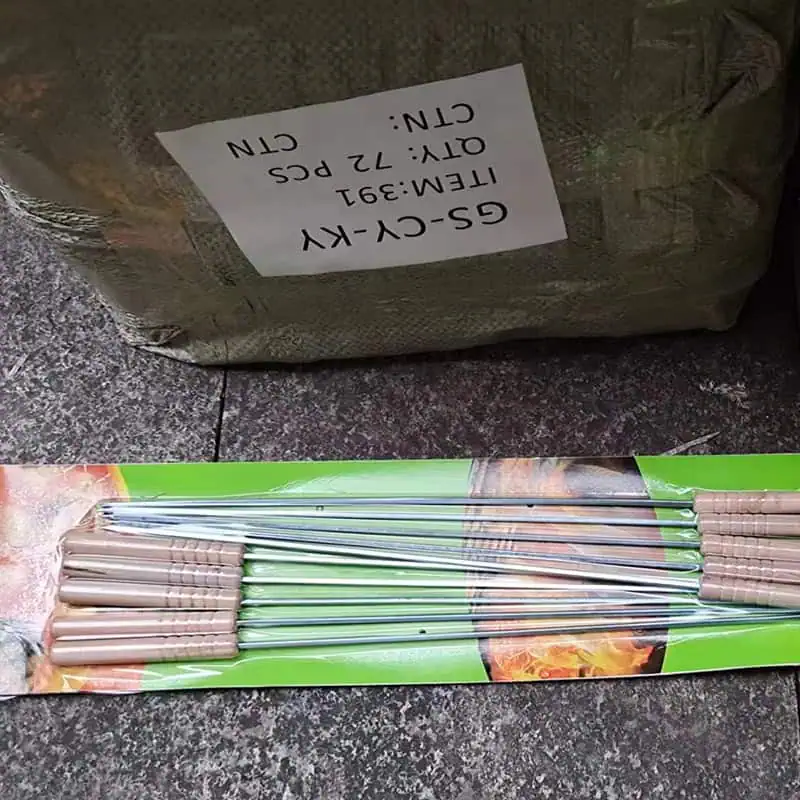 GS-CY-KY
ITEM:391
QTY: 72 PCS
CTN: CTN